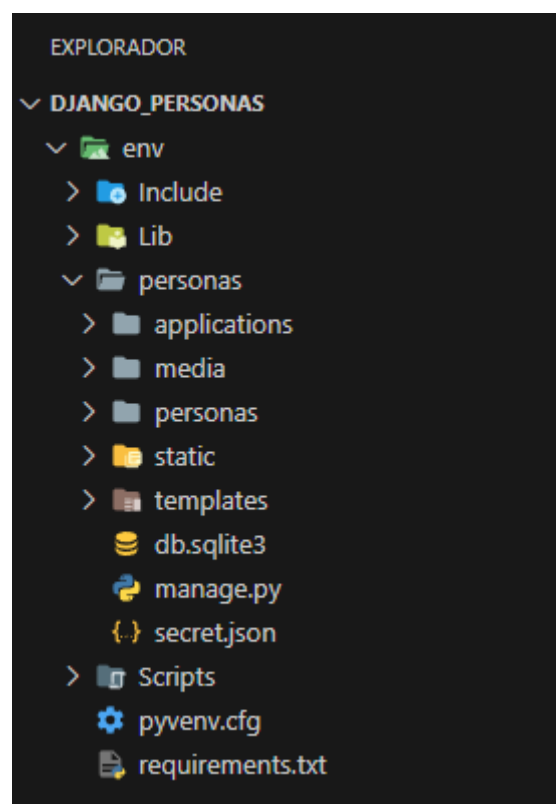 EXPLORADOR
DJANGO_PERSONAS
env
Include
Lib
personas
applications
media
personas
static
templates
db.sqlite3
manage.py
secret.json
Scripts
pyvenv.cfg
requirements.txt